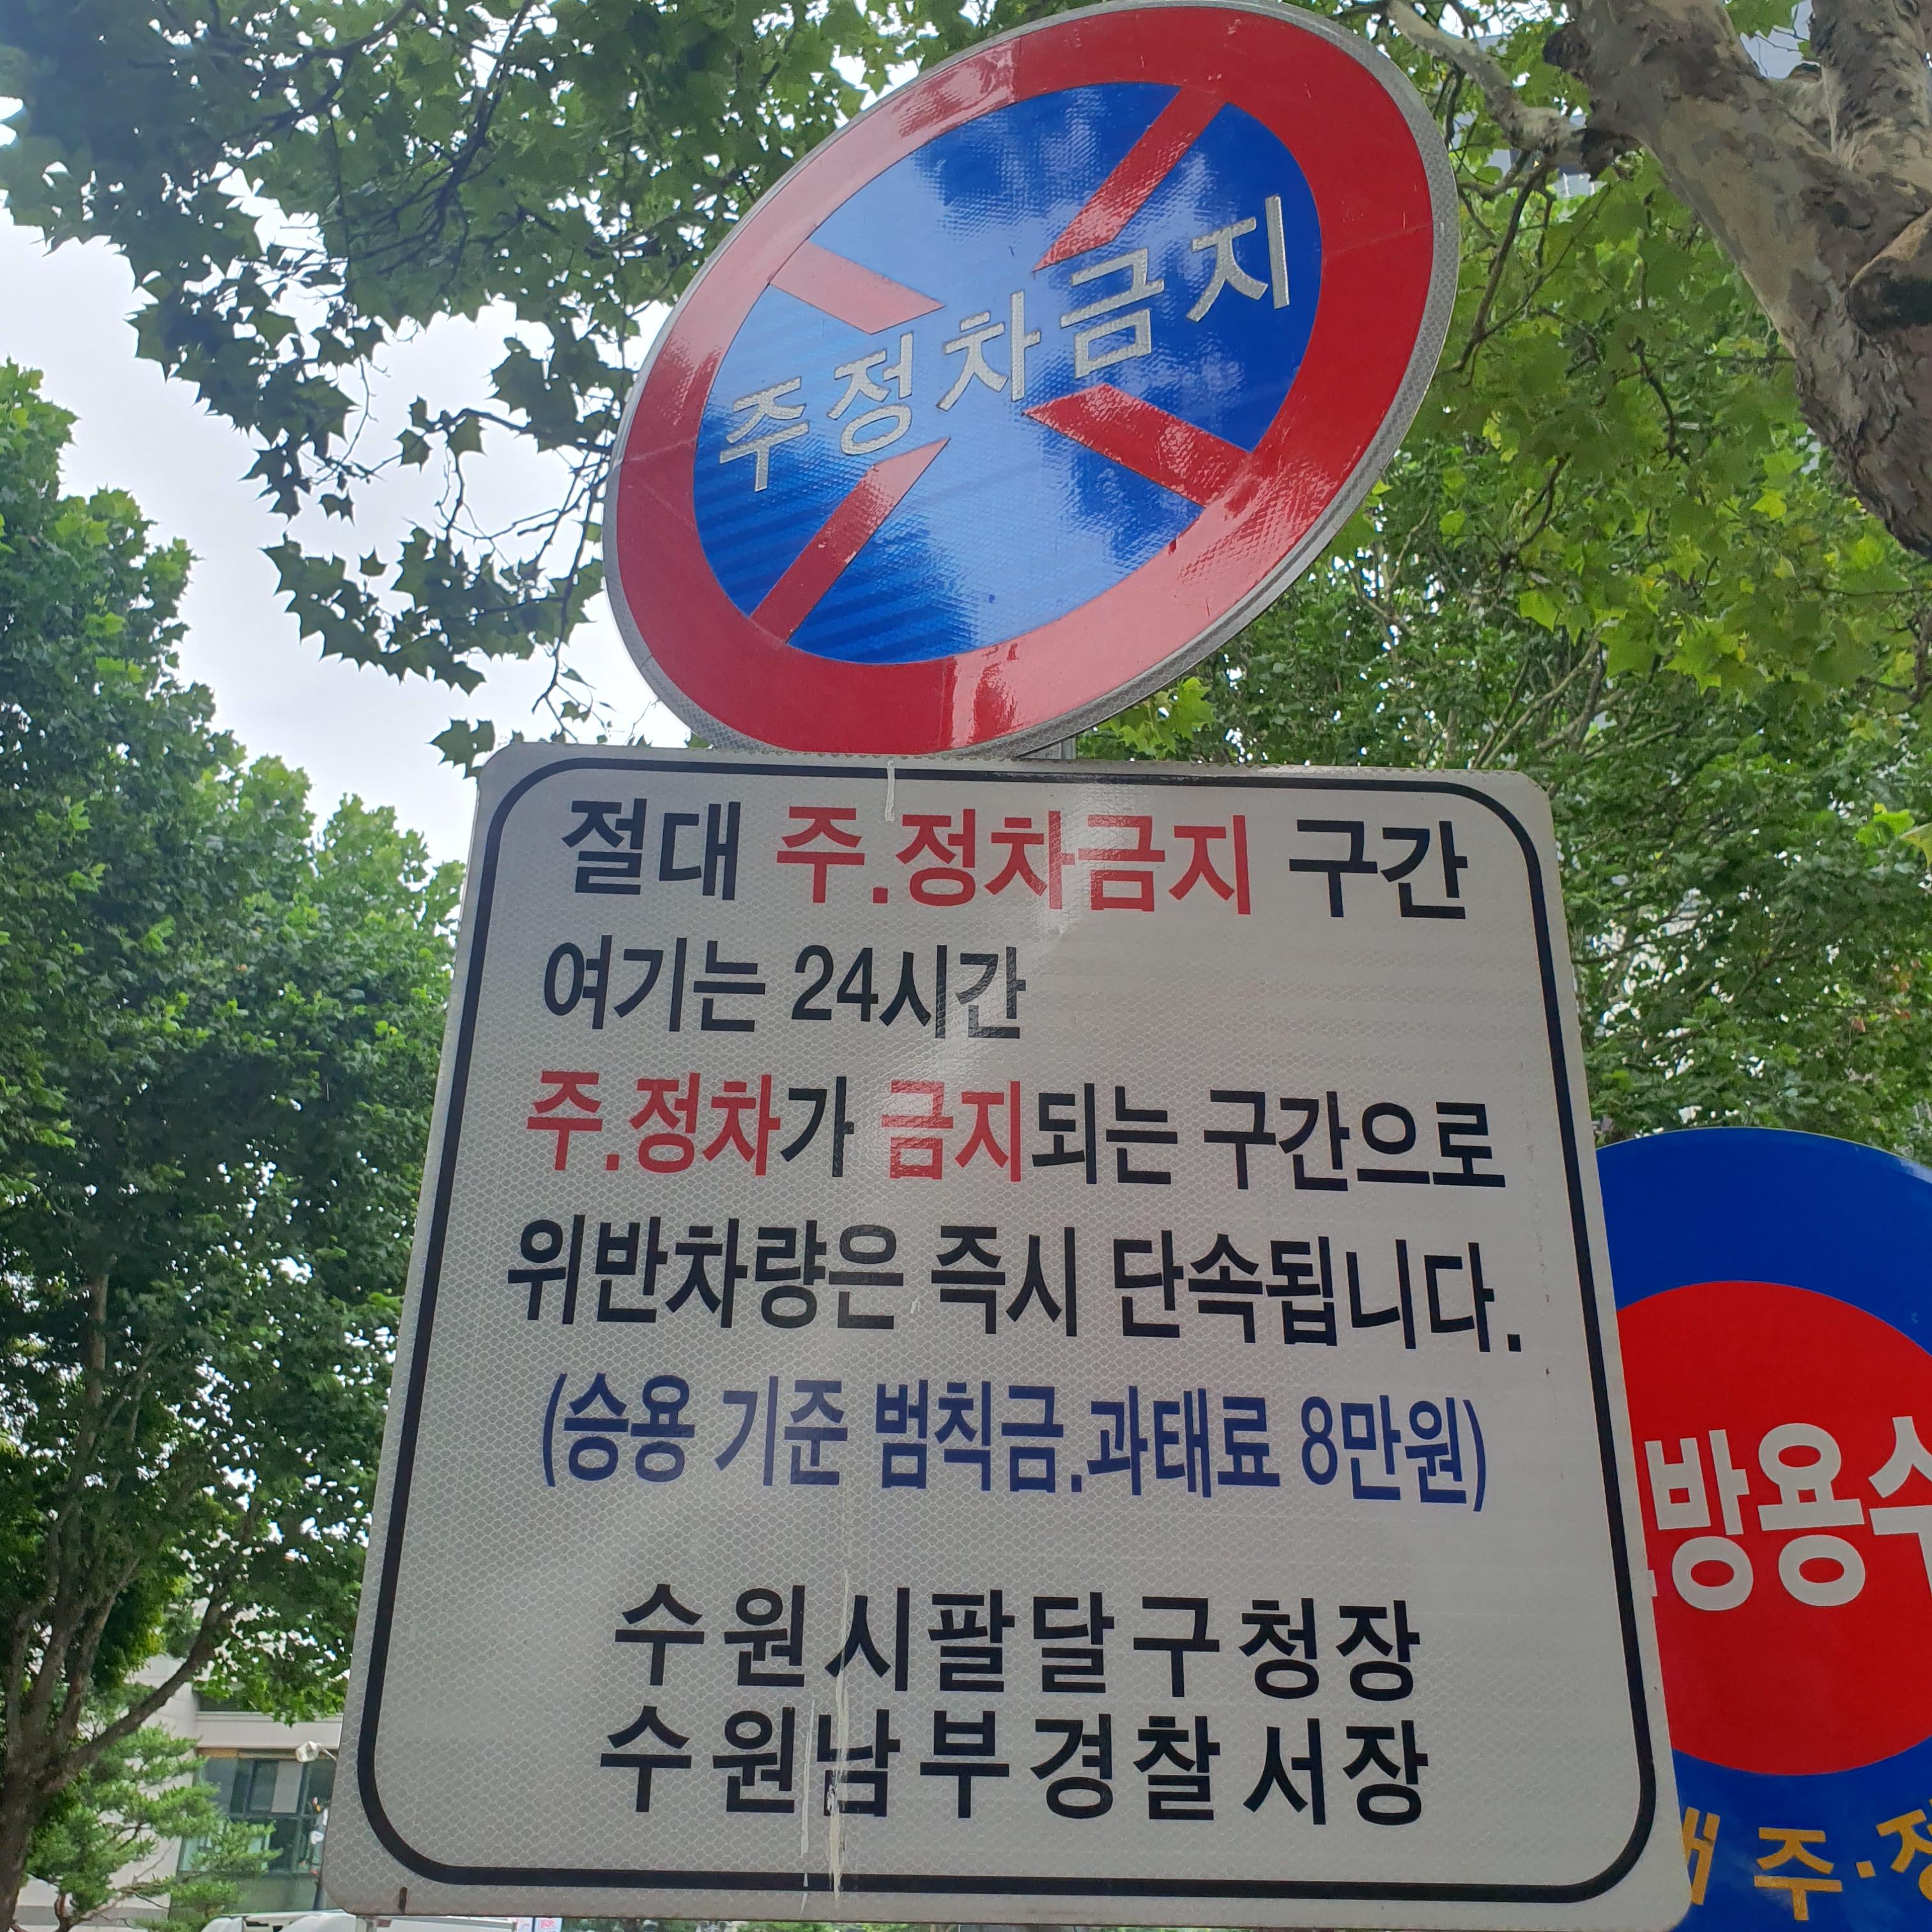 주정차금지
절대 주.정차금지 구간
여기는 24시간
주.정차가 금지되는 구간으로
위반차량은 즉시 단속됩니다.
(승용 기준 범칙금.과태료 8만원)
수원시팔달구청장
수원남부경찰서장
방용수
주·정